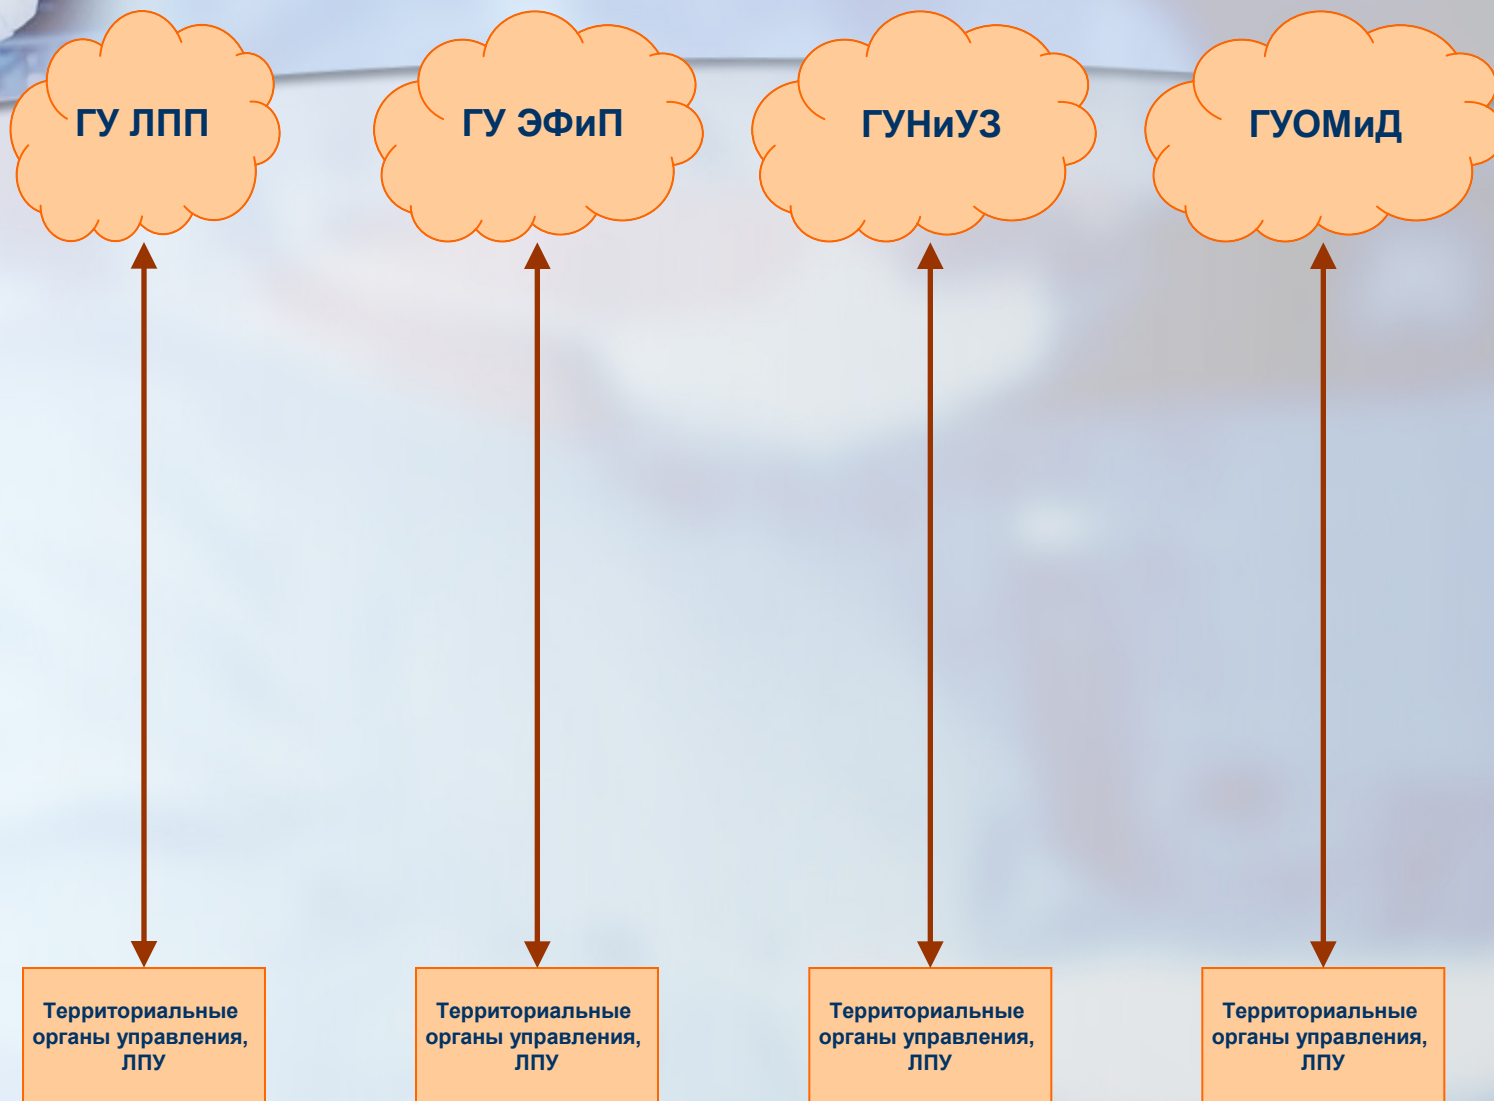 ГУ ЛПП
ГУ ЭФиП
ГУНиУЗ
ГУОМиД
Территориальные
органы управления,
ЛПУ
Территориальные
органы управления,
ЛПУ
Территориальные
органы управления,
ЛПУ
Территориальные
органы управления,
ЛПУ